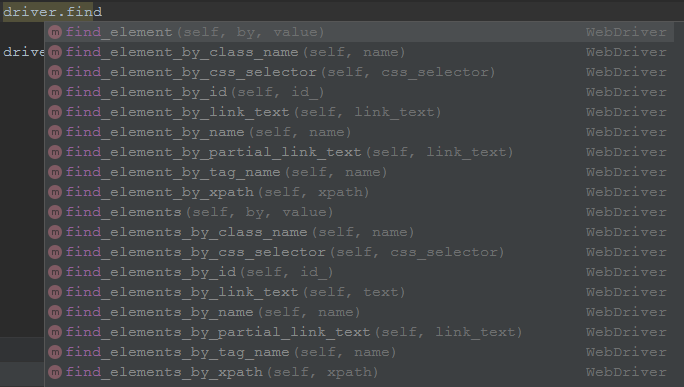 driver.find
m find_element(self, by, value) WebDriver
drive m find_element_by_class_name(self, name) WebDriver
m find_element_by_css_selector(self, css_selector) WebDriver
m find_element_by_id(self, id_) WebDriver
m find_element_by_link_text(self, link_text) WebDriver
m find_element_by_name(self, name) WebDriver
m find_element_by_partial_link_text(self, link_text) WebDriver
m find_element_by_tag_name(self, name) WebDriver
m find_element_by_xpath(self, xpath) WebDriver
m find_elements(self, by, value) WebDriver
m find_elements_by_class_name(self, name) WebDriver
m find_elements_by_css_selector(self, css_selector) WebDriver
m find_elements_by_id(self, id_) WebDriver
m find_elements_by_link_text(self, text) WebDriver
m find_elements_by_name(self, name) WebDriver
m find_elements_by_partial_link_text(self, link_text) WebDriver
m find_elements_by_tag_name(self, name) WebDriver
m find_elements_by_xpath(self, xpath) WebDriver